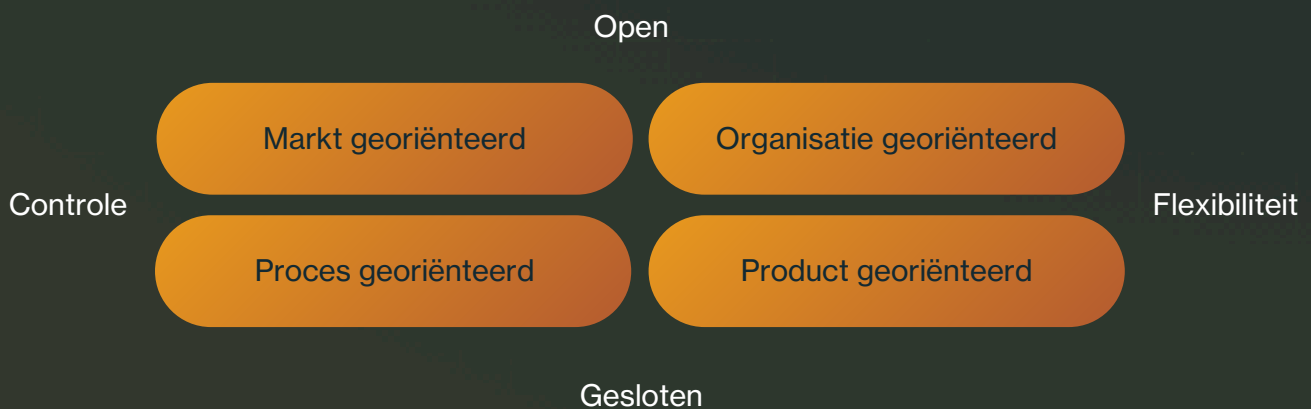 Open
Markt georiënteerd
Organisatie georiënteerd
Controle
Flexibiliteit
Proces georiënteerd
Product georiënteerd
Gesloten